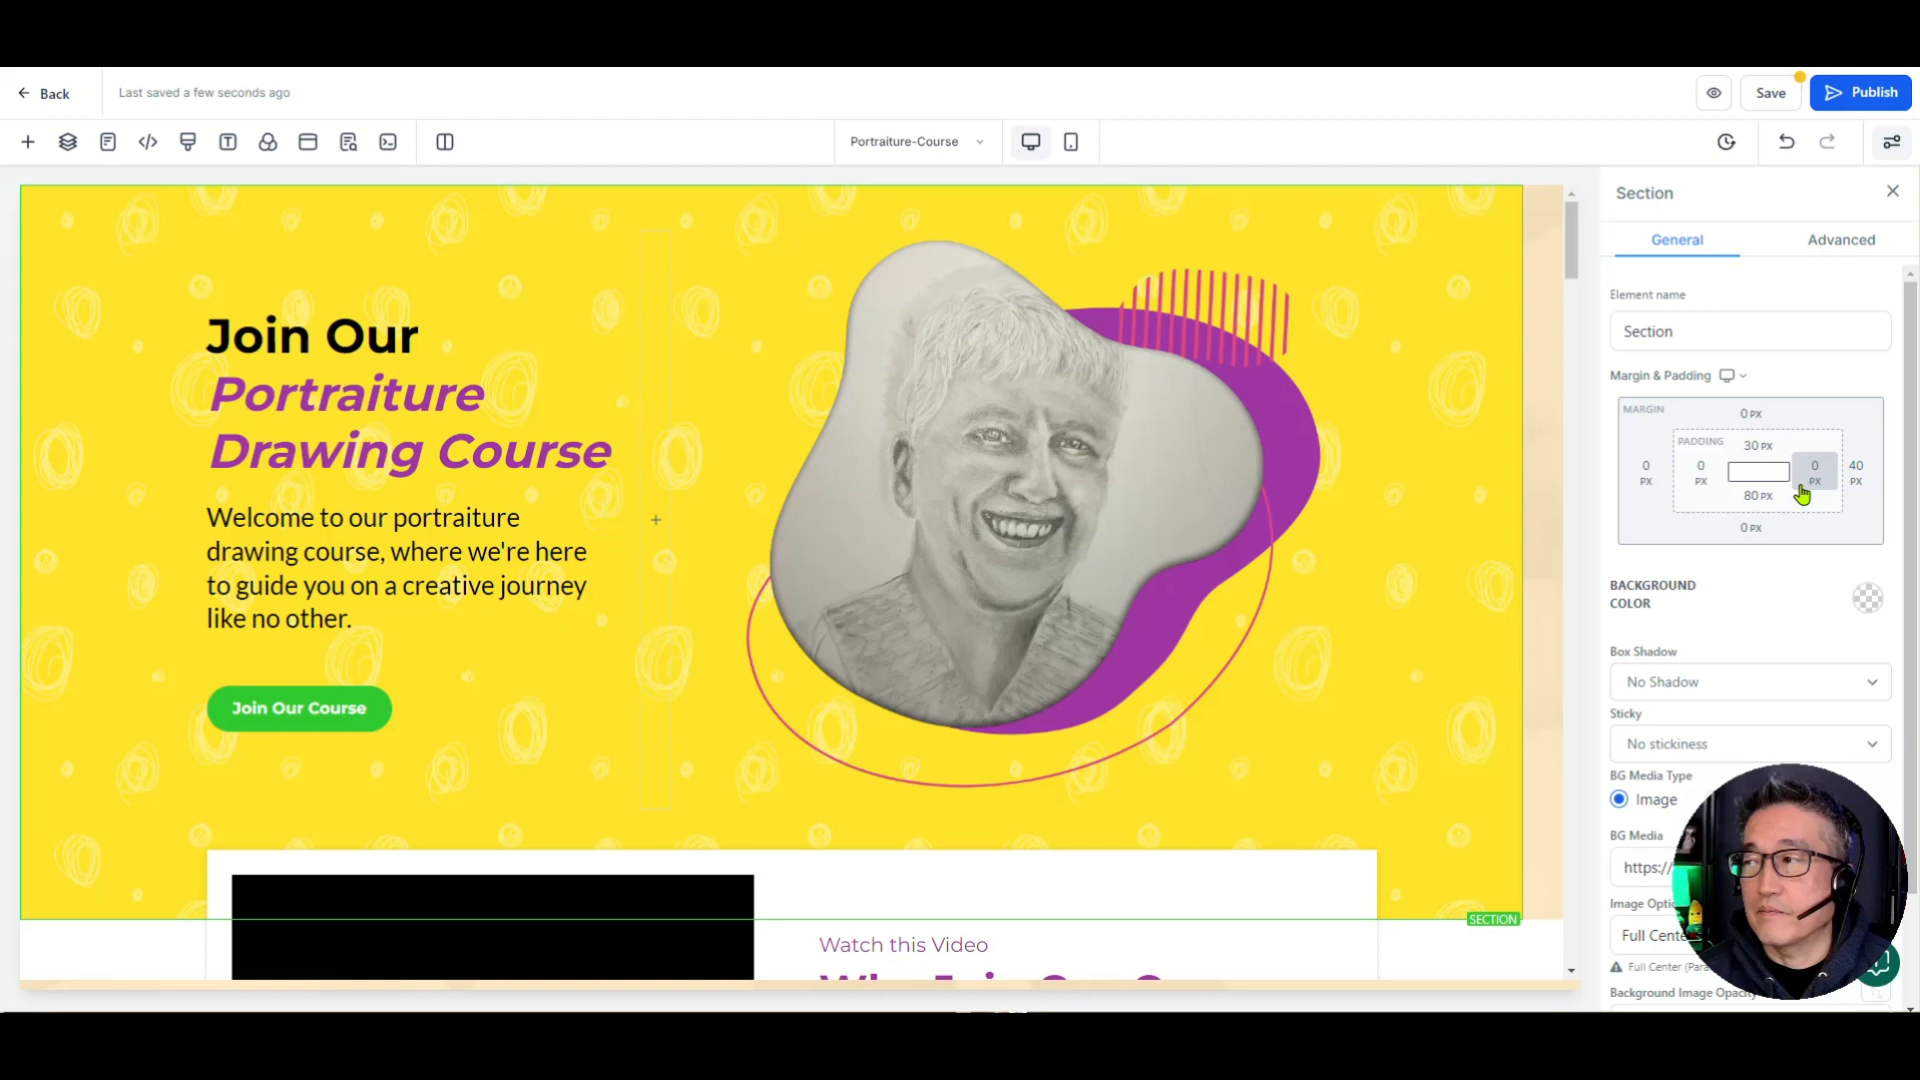 Back
Last saved a few seconds ago
Save
Publish
Portraiture-Course
Section
General
Advanced
Element name
Section
Margin & Padding
MARGIN
0 PX
PADDING
30 PX
0 PX
0 PX
0 PX
40 PX
80 PX
0 PX
BACKGROUND COLOR
Box Shadow
No Shadow
Sticky
No stickiness
BG Media Type
Image
BG Media
https://
Full Center (Par
Background Image Opacity
Join Our
Portraiture
Drawing Course
Welcome to our portraiture
drawing course, where we're here
to guide you on a creative journey
like no other.
Join Our Course
SECTION
Watch this Video